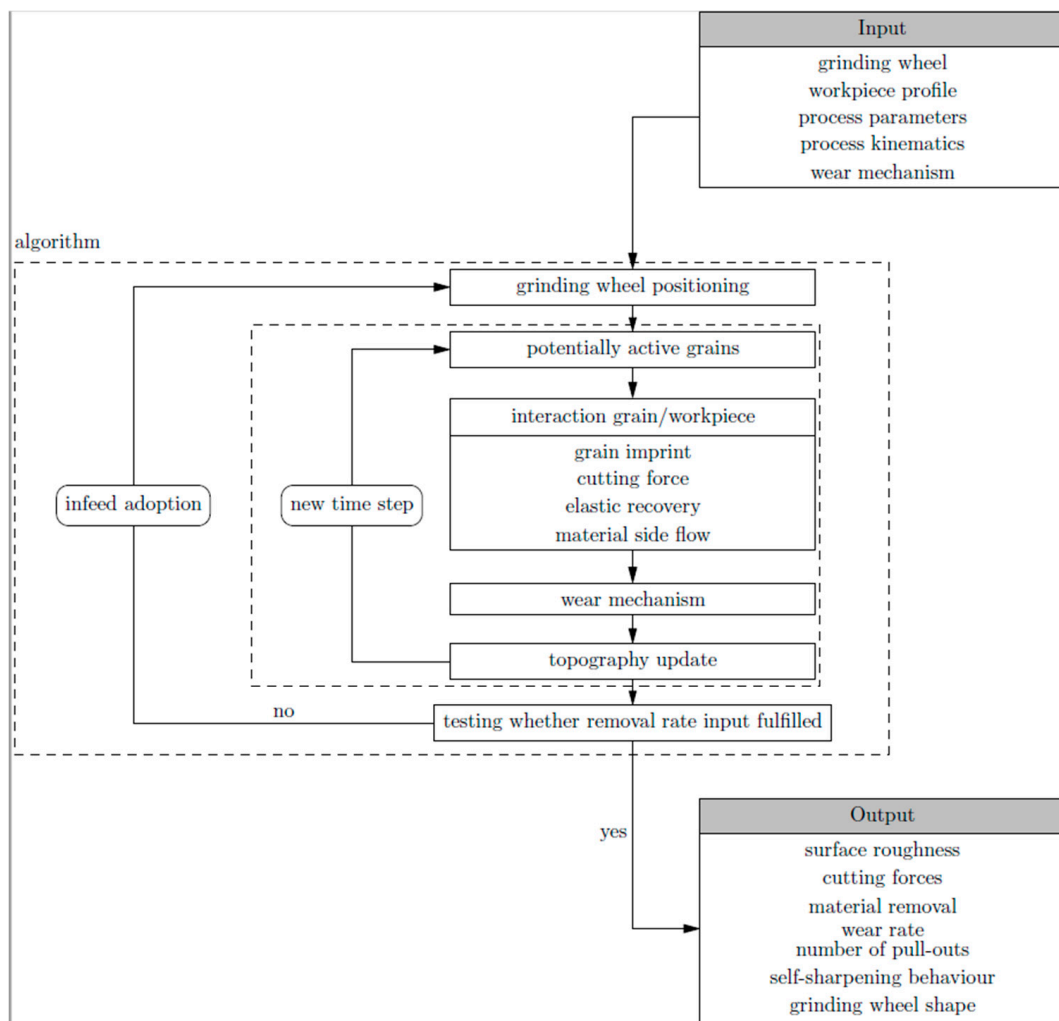 Input
grinding wheel
workpiece profile
process parameters
process kinematics
wear mechanism
algorithm
grinding wheel positioning
potentially active grains
interaction grain/workpiece
grain imprint
cutting force
elastic recovery
material side flow
infeed adoption
new time step
wear mechanism
topography update
no
testing whether removal rate input fulfilled
yes
Output
surface roughness
cutting forces
material removal
wear rate
number of pull-outs
self-sharpening behaviour
grinding wheel shape